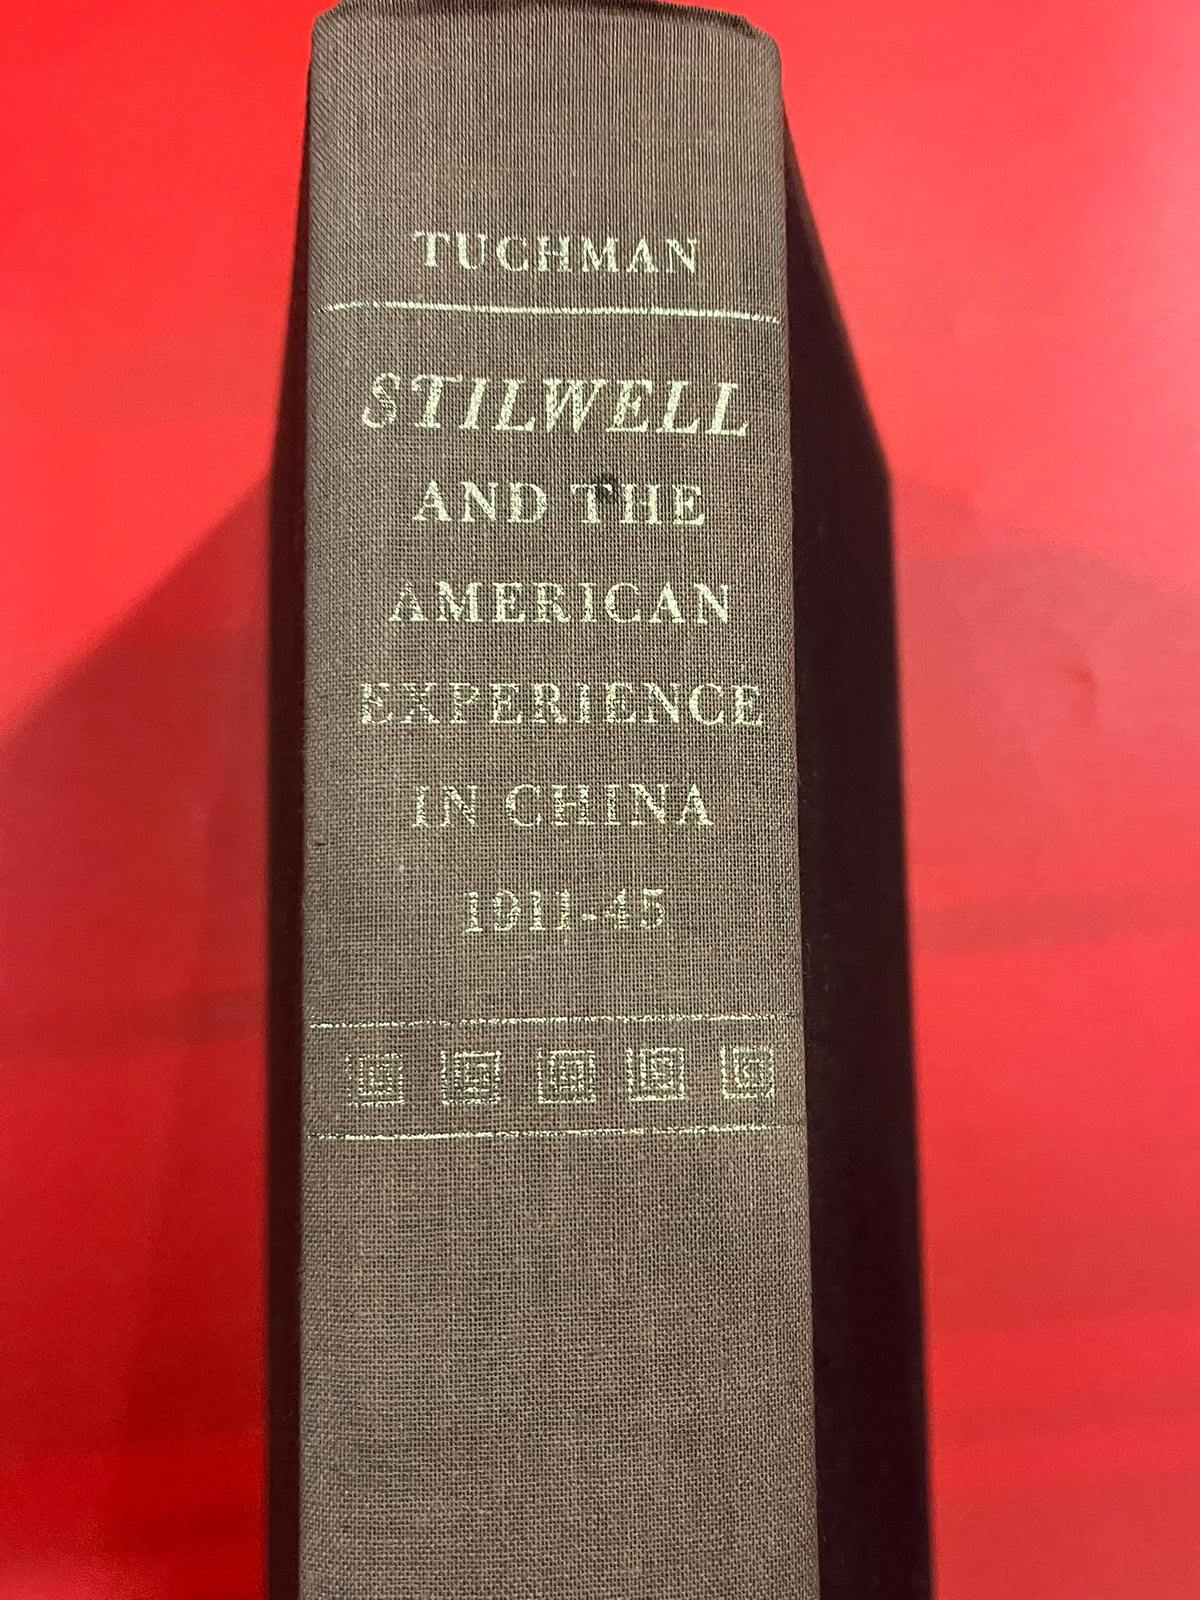 TUCHMAN
STILWELL
AND THE
AMERICAN
EXPERIENCE
IN CHINA
1911-45